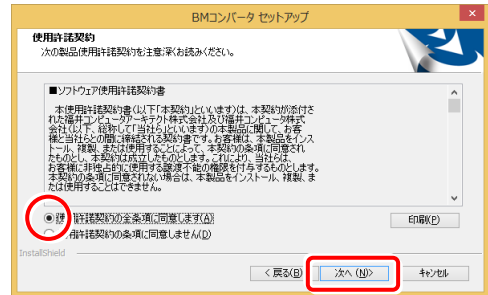 BMコンバータ セットアップ
使用許諾契約
次の製品使用許諾契約を注意深くお読みください。
■ソフトウェア使用許諾契約書
本使用許諾契約書(以下「本契約」といいます)は、本契約が添付さ
れた福井コンピュータアーキテクト株式会社及び福井コンピュータ株式
会社(以下、総称して「当社ら」といいます)の本製品に関して、お客
様と当社らとの間に締結される契約書です。お客様は、本製品をインス
トール、複製、または使用することによって、本契約の条項に同意され
たものとし、本契約は成立したものとします。これにより、当社らは、
お客様に非独占的に使用する譲渡不能の権限を付与するものとします。
本契約の条項に同意されない場合は、本製品をインストール、複製、ま
たは使用することはできません。
使用許諾契約の全条項に同意します(A)
用許諾契約の条項に同意しません(D)
印刷(P)
InstallShield
< 戻る(B)
次へ (N)>
キャンセル